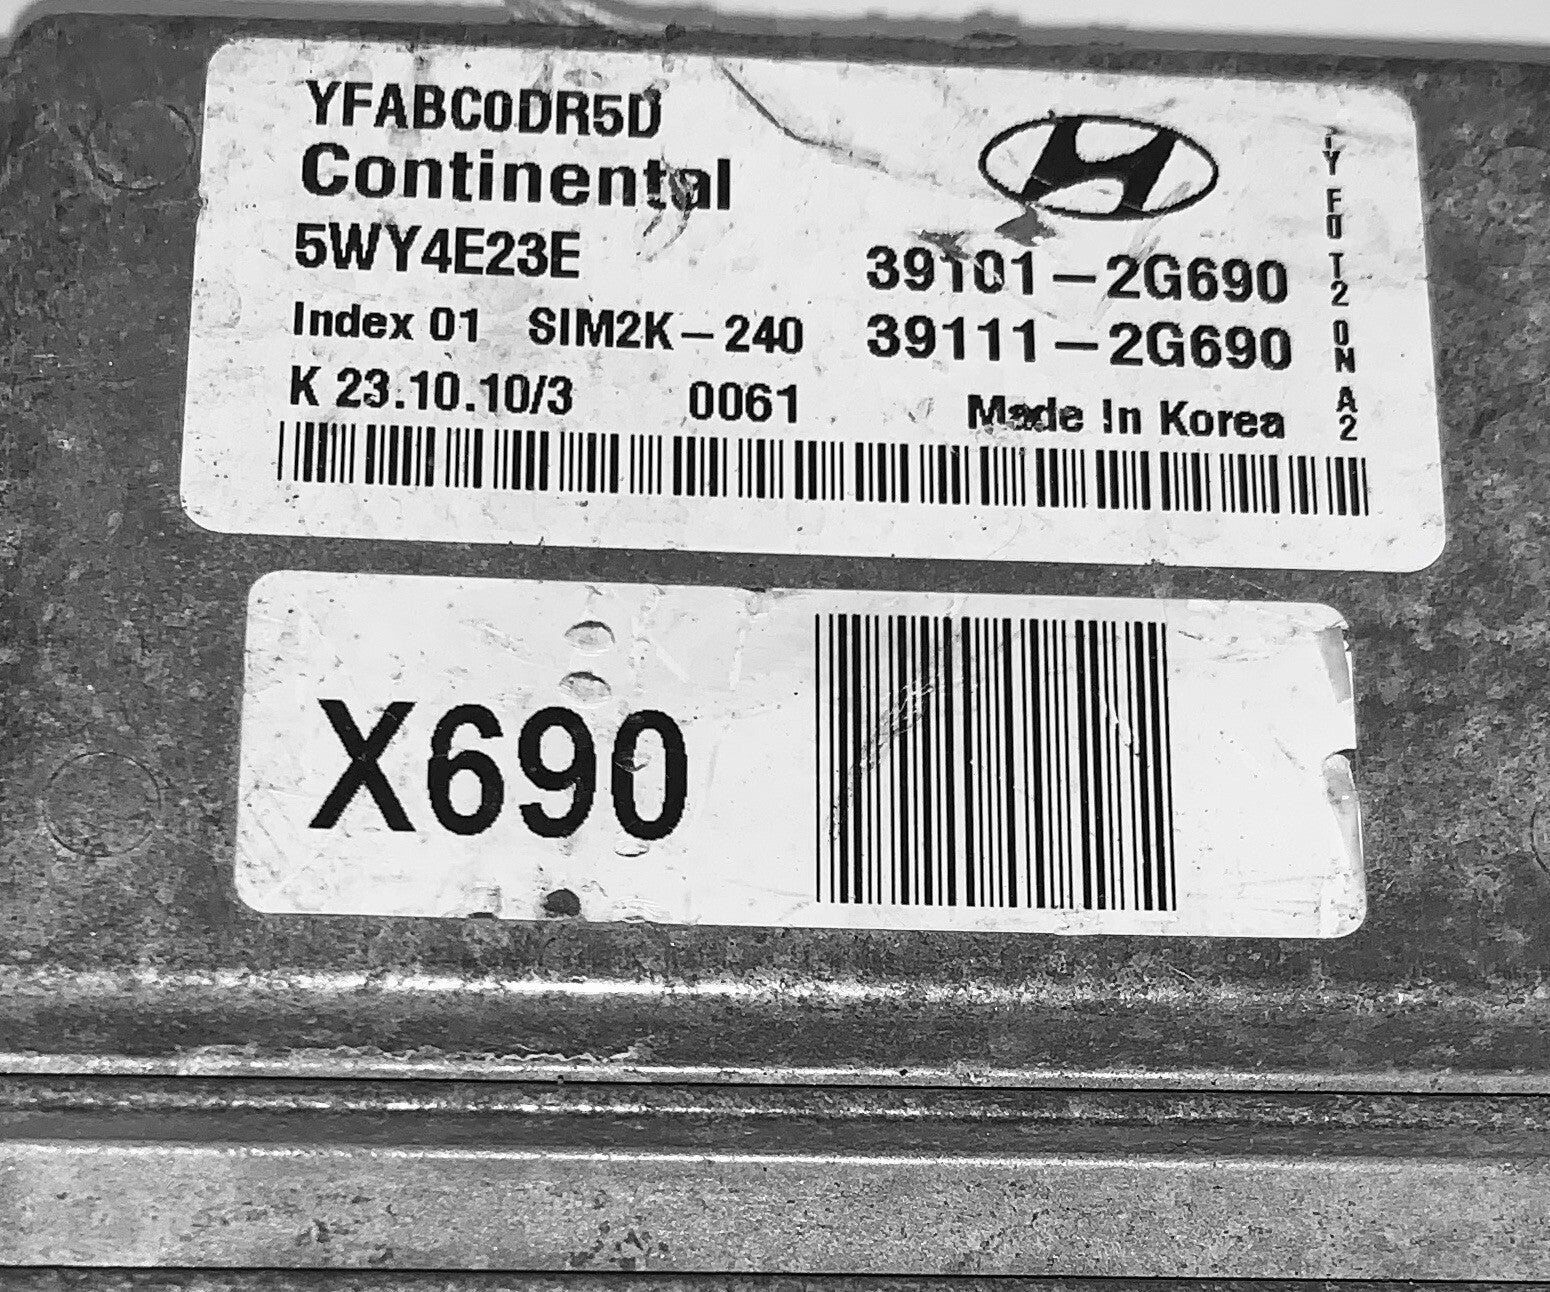 YFABC0DR5D
Continental
5WY4E23E
39101-2G690
Index 01 SIM2K-240
39111-2G690
K 23.10.10/3 0061
Made In Korea
X690